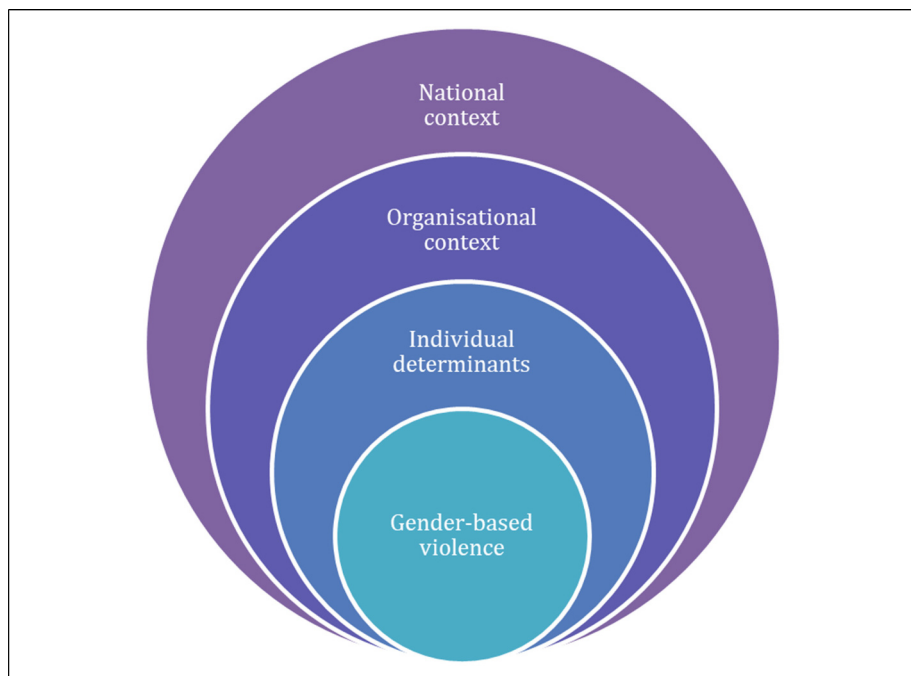 National
context
Organisational
context
Individual
determinants
Gender-based
violence